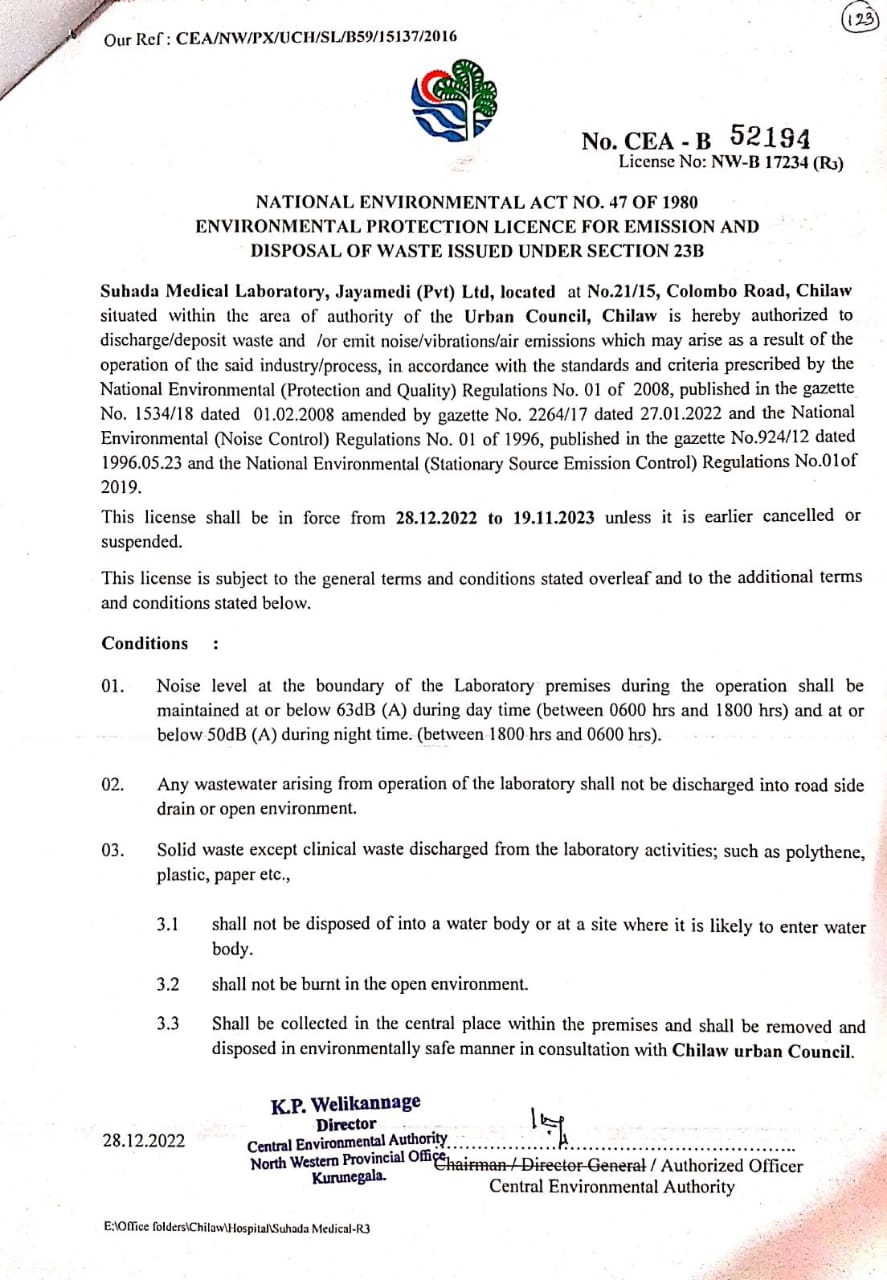 123
Our Ref : CEA/NW/PX/UCH/SL/B59/15137/2016
No. CEA - B 52194
License No: NW-B 17234 (R3)
NATIONAL ENVIRONMENTAL ACT NO. 47 OF 1980
ENVIRONMENTAL PROTECTION LICENCE FOR EMISSION AND
DISPOSAL OF WASTE ISSUED UNDER SECTION 23B
Suhada Medical Laboratory, Jayamedi (Pvt) Ltd, located at No.21/15, Colombo Road, Chilaw
situated within the area of authority of the Urban Council, Chilaw is hereby authorized to
discharge/deposit waste and /or emit noise/vibrations/air emissions which may arise as a result of the
operation of the said industry/process, in accordance with the standards and criteria prescribed by the
National Environmental (Protection and Quality) Regulations No. 01 of 2008, published in the gazette
No. 1534/18 dated 01.02.2008 amended by gazette No. 2264/17 dated 27.01.2022 and the National
Environmental (Noise Control) Regulations No. 01 of 1996, published in the gazette No.924/12 dated
1996.05.23 and the National Environmental (Stationary Source Emission Control) Regulations No.01of
2019.
This license shall be in force from 28.12.2022 to 19.11.2023 unless it is earlier cancelled or
suspended.
This license is subject to the general terms and conditions stated overleaf and to the additional terms
and conditions stated below.
Conditions :
01. Noise level at the boundary of the Laboratory premises during the operation shall be
maintained at or below 63dB (A) during day time (between 0600 hrs and 1800 hrs) and at or
below 50dB (A) during night time. (between 1800 hrs and 0600 hrs).
02. Any wastewater arising from operation of the laboratory shall not be discharged into road side
drain or open environment.
03. Solid waste except clinical waste discharged from the laboratory activities; such as polythene,
plastic, paper etc.,
3.1 shall not be disposed of into a water body or at a site where it is likely to enter water
body.
3.2 shall not be burnt in the open environment.
3.3 Shall be collected in the central place within the premises and shall be removed and
disposed in environmentally safe manner in consultation with Chilaw urban Council.
K.P. Welikannage
Director
28.12.2022
Central Environmental Authority
North Western Provincial Office,
Kurunegala.
Chairman / Director General / Authorized Officer
Central Environmental Authority
E:\Office folders\Chilaw\Hospital\Suhada Medical-R3